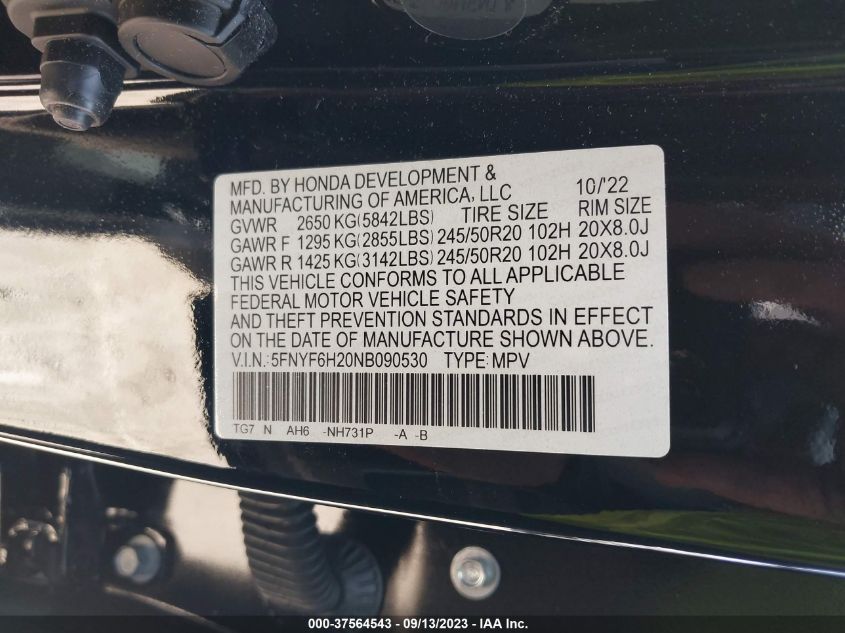 MFD. BY HONDA DEVELOPMENT &
MANUFACTURING OF AMERICA, LLC 10/'22
GVWR 2650 KG(5842LBS) TIRE SIZE RIM SIZE
GAWR F 1295 KG(2855LBS) 245/50R20 102H 20X8.0J
GAWR R 1425 KG(3142LBS) 245/50R20 102H 20X8.0J
THIS VEHICLE CONFORMS TO ALL APPLICABLE
FEDERAL MOTOR VEHICLE SAFETY
AND THEFT PREVENTION STANDARDS IN EFFECT
ON THE DATE OF MANUFACTURE SHOWN ABOVE.
V.I.N.: 5FNYF6H20NB090530 TYPE: MPV
TG7 N AH6 -NH731P -A -B
000-37564543 - 09/13/2023 - IAA Inc.